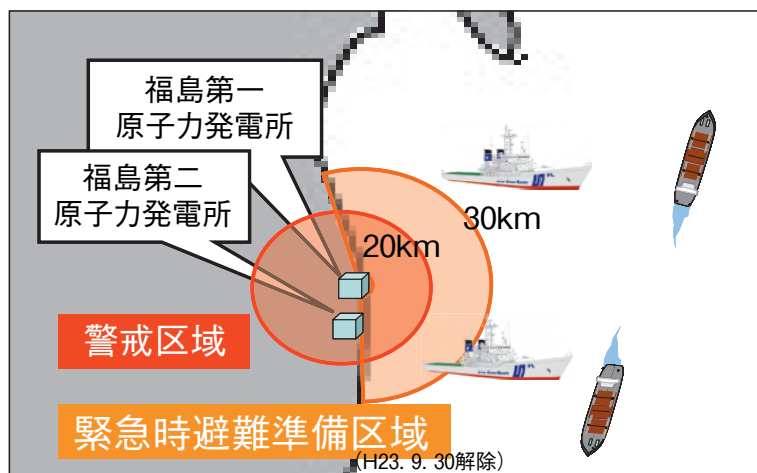 福島第一
原子力発電所
福島第二
原子力発電所
30km
20km
警戒区域
緊急時避難準備区域
(H23. 9. 30解除)